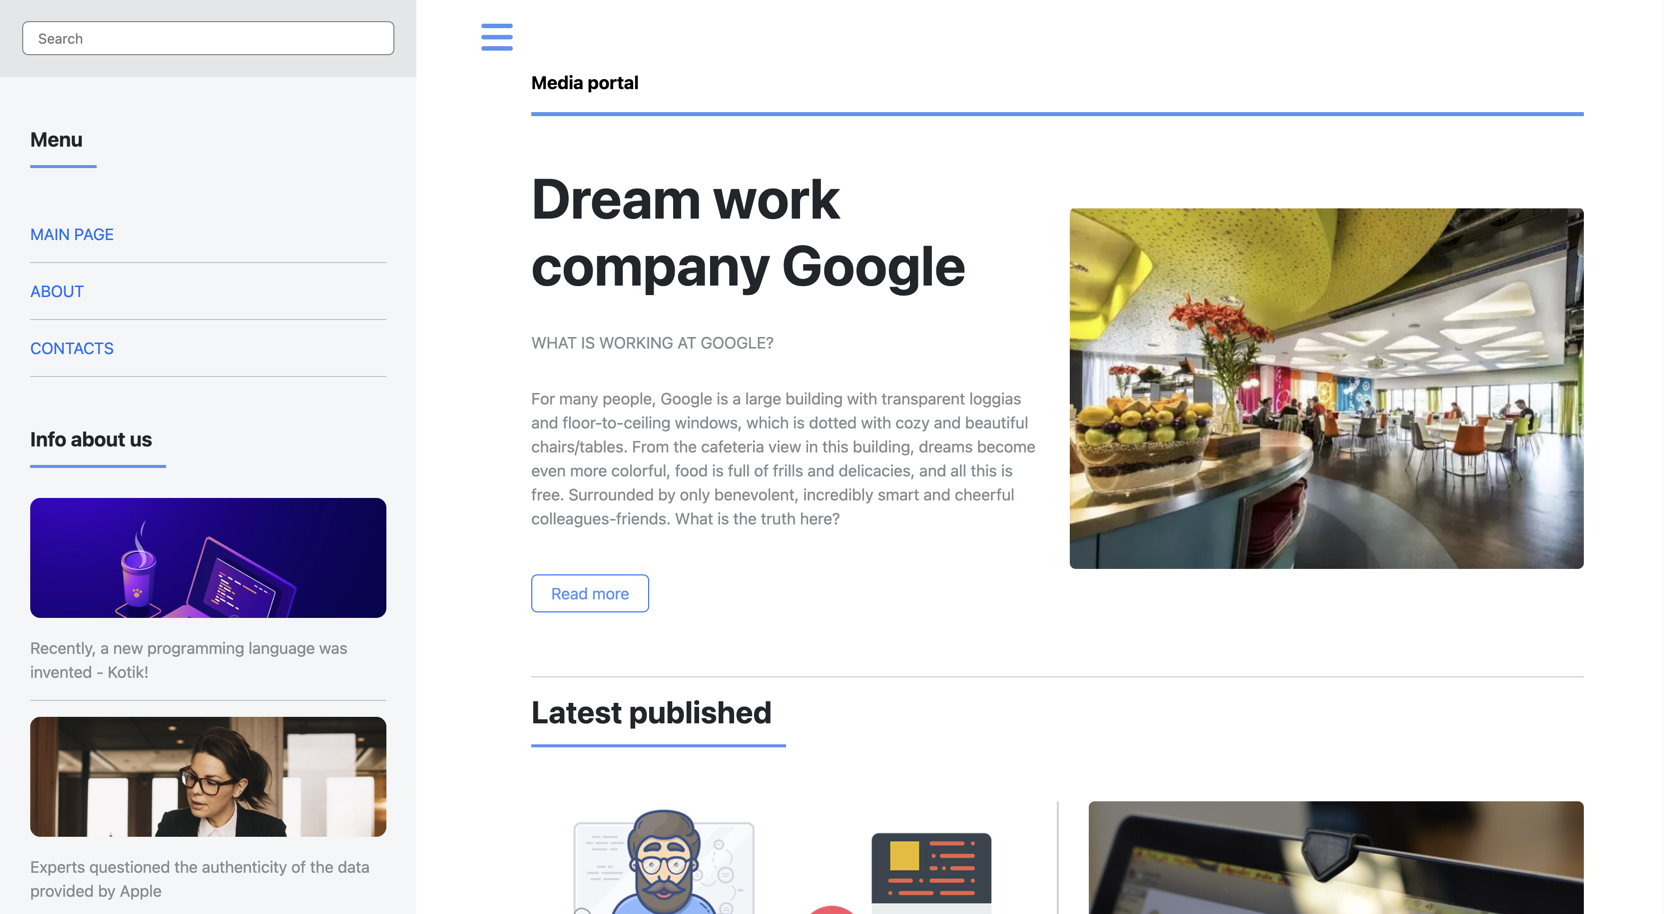 Search
Menu
MAIN PAGE
ABOUT
CONTACTS
Info about us
Recently, a new programming language was
invented - Kotik!
Experts questioned the authenticity of the data
provided by Apple
Media portal
Dream work
company Google
WHAT IS WORKING AT GOOGLE?
For many people, Google is a large building with transparent loggias
and floor-to-ceiling windows, which is dotted with cozy and beautiful
chairs/tables. From the cafeteria view in this building, dreams become
even more colorful, food is full of frills and delicacies, and all this is
free. Surrounded by only benevolent, incredibly smart and cheerful
colleagues-friends. What is the truth here?
Read more
Latest published